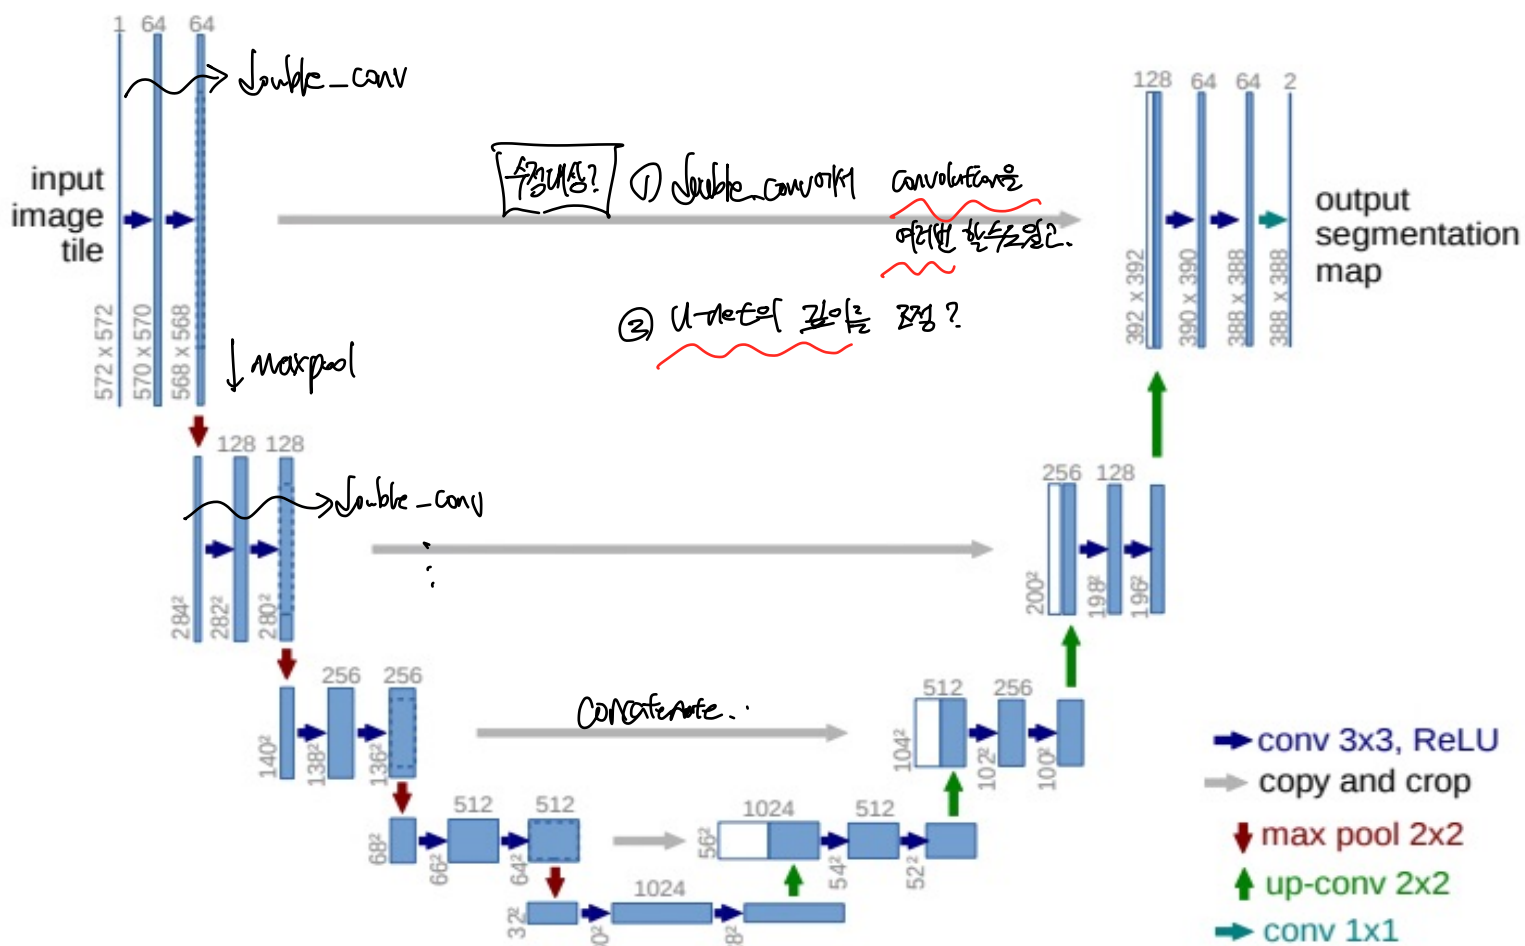 1 64 64
double_conv
input
image
tile
572 x 572
570 x 570
568 x 568
수정대상?
① double_conv에서 convolution을
여러번 할수도있고.
② U-net의 깊이를 조정?
128 64 64 2
392 x 392
390 x 390
388 x 388
388 x 388
output
segmentation
map
↓ Maxpool
128 128
double_conv
284²
282²
280²
256 128
200²
198²
196²
256 256
140²
138²
136²
Concatenate..
512 256
104²
102²
100²
512 512
68²
66²
64²
1024 512
56²
54²
52²
1024
32²
conv 3x3, ReLU
copy and crop
max pool 2x2
up-conv 2x2
conv 1x1